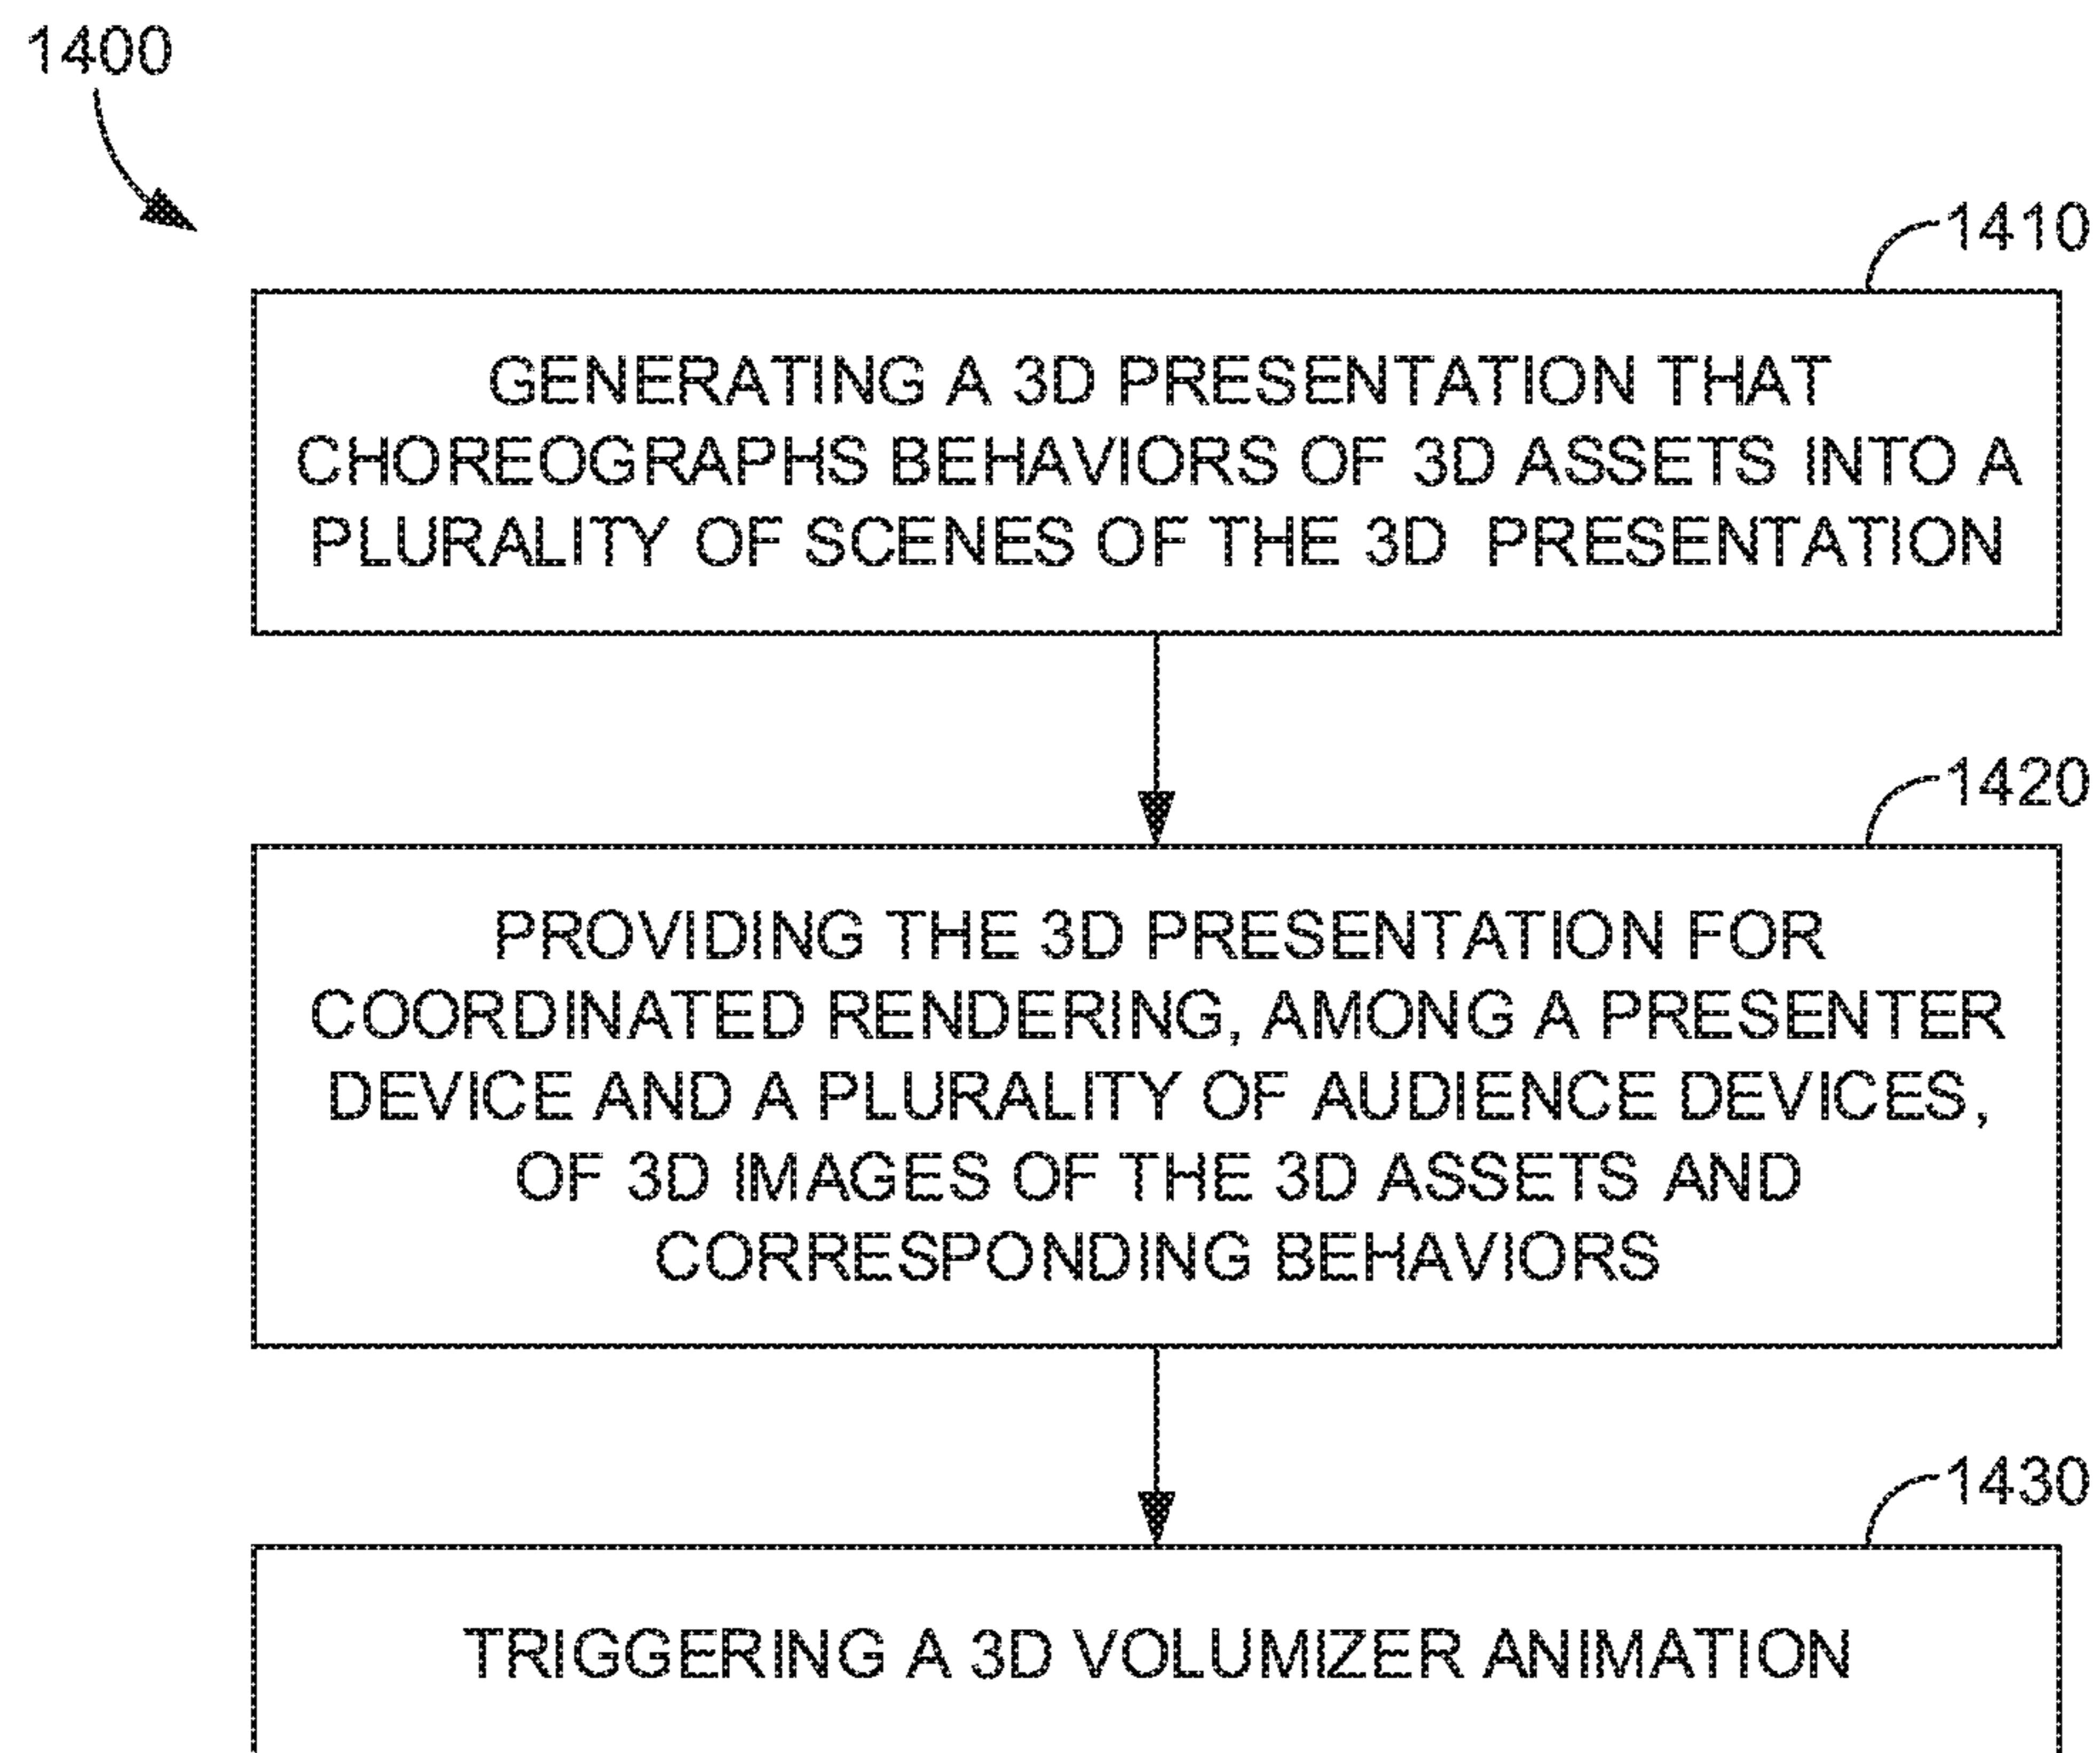 1400
1410
GENERATING A 3D PRESENTATION THAT
CHOREOGRAPHS BEHAVIORS OF 3D ASSETS INTO A
PLURALITY OF SCENES OF THE 3D PRESENTATION
1420
PROVIDING THE 3D PRESENTATION FOR
COORDINATED RENDERING, AMONG A PRESENTER
DEVICE AND A PLURALITY OF AUDIENCE DEVICES,
OF 3D IMAGES OF THE 3D ASSETS AND
CORRESPONDING BEHAVIORS
1430
TRIGGERING A 3D VOLUMIZER ANIMATION